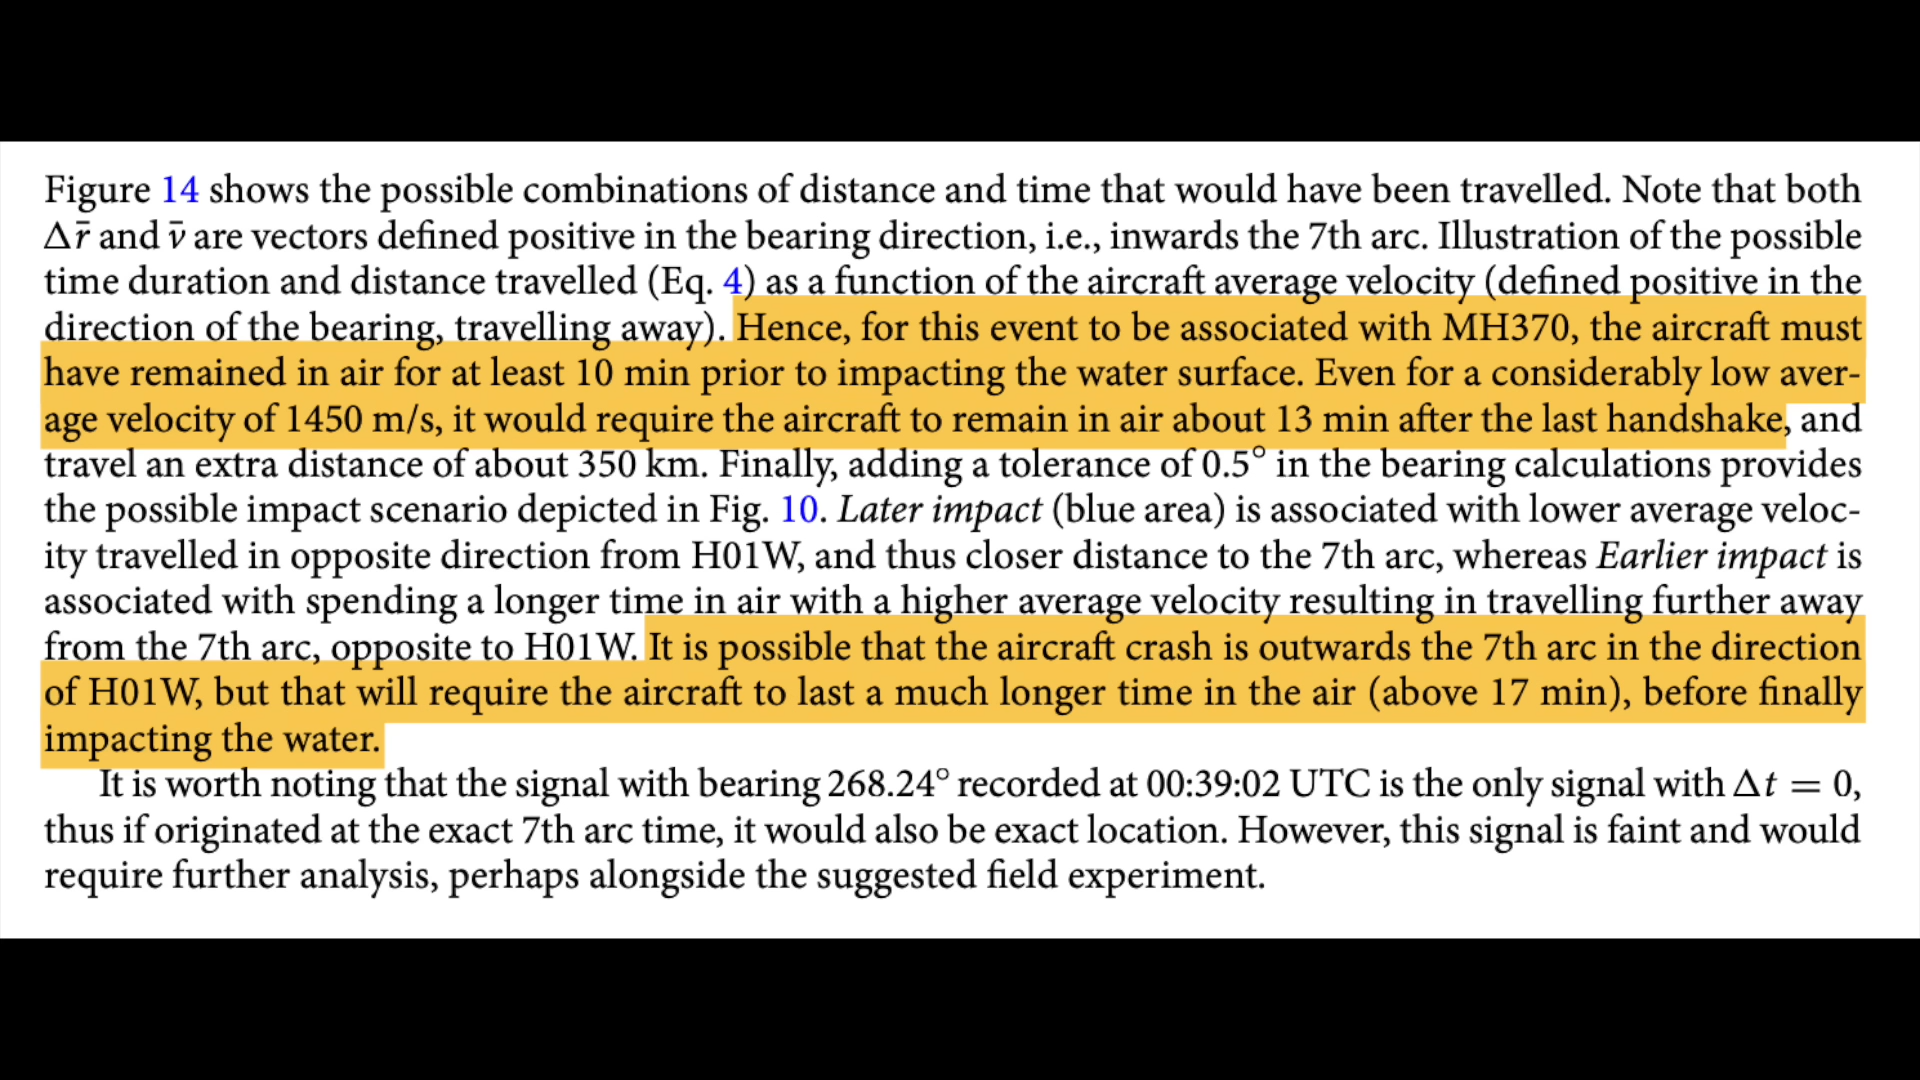 Figure 14 shows the possible combinations of distance and time that would have been travelled. Note that both
Δr̄ and v̄ are vectors defined positive in the bearing direction, i.e., inwards the 7th arc. Illustration of the possible
time duration and distance travelled (Eq. 4) as a function of the aircraft average velocity (defined positive in the
direction of the bearing, travelling away). Hence, for this event to be associated with MH370, the aircraft must
have remained in air for at least 10 min prior to impacting the water surface. Even for a considerably low aver-
age velocity of 1450 m/s, it would require the aircraft to remain in air about 13 min after the last handshake, and
travel an extra distance of about 350 km. Finally, adding a tolerance of 0.5° in the bearing calculations provides
the possible impact scenario depicted in Fig. 10. Later impact (blue area) is associated with lower average veloc-
ity travelled in opposite direction from H01W, and thus closer distance to the 7th arc, whereas Earlier impact is
associated with spending a longer time in air with a higher average velocity resulting in travelling further away
from the 7th arc, opposite to H01W. It is possible that the aircraft crash is outwards the 7th arc in the direction
of H01W, but that will require the aircraft to last a much longer time in the air (above 17 min), before finally
impacting the water.
It is worth noting that the signal with bearing 268.24° recorded at 00:39:02 UTC is the only signal with Δt = 0,
thus if originated at the exact 7th arc time, it would also be exact location. However, this signal is faint and would
require further analysis, perhaps alongside the suggested field experiment.